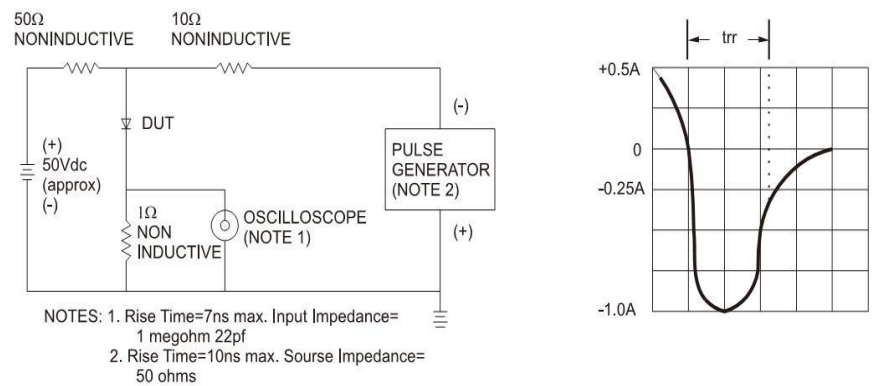 50Ω
NONINDUCTIVE
10Ω
NONINDUCTIVE
DUT
(+)
50Vdc
(approx)
(-)
1Ω
NON
INDUCTIVE
OSCILLOSCOPE
(NOTE 1)
(-)
PULSE
GENERATOR
(NOTE 2)
(+)
NOTES: 1. Rise Time=7ns max. Input Impedance=
1 megohm 22pf
2. Rise Time=10ns max. Sourse Impedance=
50 ohms
trr
+0.5A
0
-0.25A
-1.0A